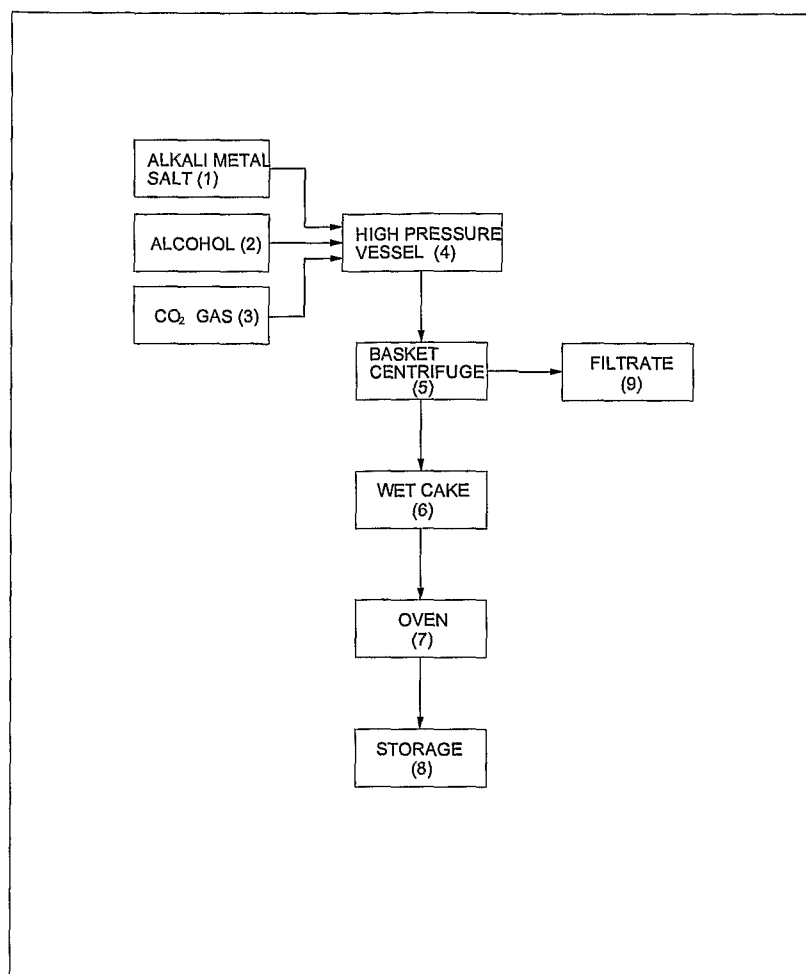 ALKALI METAL
SALT (1)
ALCOHOL (2)
CO₂ GAS (3)
HIGH PRESSURE
VESSEL (4)
BASKET
CENTRIFUGE
(5)
FILTRATE
(9)
WET CAKE
(6)
OVEN
(7)
STORAGE
(8)